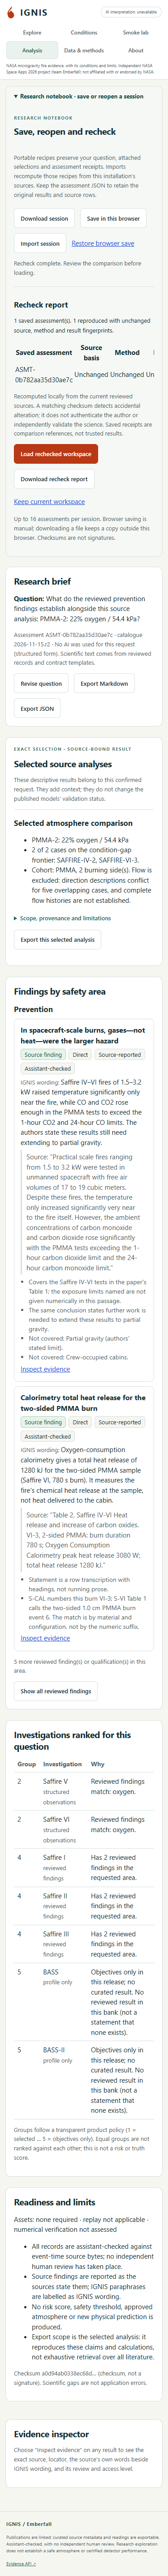 IGNIS
AI interpretation: unavailable
Explore
Conditions
Smoke lab
Analysis
Data & methods
About
NASA microgravity fire evidence, with its conditions and limits. Independent NASA
Space Apps 2026 project (team Emberfall); not affiliated with or endorsed by NASA.
▾ Research notebook · save or reopen a session
RESEARCH NOTEBOOK
Save, reopen and recheck
Portable recipes preserve your question, attached
selections and assessment receipts. Imports
recompute those choices from the evidence loaded
here. Keep the assessment JSON to retain the
original results and source rows.
Download session
Save in this browser
Import session
Restore browser save
Recheck complete. Review the comparison before
loading.
Recheck report
1 saved assessment(s), 1 reproduced with unchanged
source, method and result fingerprints.
Saved assessment
Source
basis
Method
ASMT-
0b782aa35d30ae7c
Unchanged Unchanged Un
Recomputed locally from the current reviewed
sources. A matching checksum detects accidental
alteration; it does not authenticate the author or
independently validate the science. Saved receipts are
comparison references, not trusted results.
Load rechecked workspace
Download recheck report
Keep current workspace
Up to 16 assessments per session. Browser saving is
manual; downloading a file keeps a copy outside this
browser. Checksums are not signatures.
Research brief
Question: What do the reviewed prevention
findings establish alongside this source
analysis: PMMA-2: 22% oxygen / 54.4 kPa?
Assessment ASMT-0b782aa35d30ae7c · catalogue
2026-11-15.r2 · No AI was used for this request
(structured form). Scientific text comes from reviewed
records and contract templates.
Revise question
Export Markdown
Export JSON
EXACT SELECTION · SOURCE-BOUND RESULT
Selected source analyses
These descriptive results belong to this confirmed
request. They add context; they do not change the
published models' validation status.
Selected atmosphere comparison
• PMMA-2: 22% oxygen / 54.4 kPa
• 2 of 2 cases on the condition-gap
frontier: SAFFIRE-IV-2, SAFFIRE-VI-3.
• Cohort: PMMA, 2 burning side(s). Flow is
excluded: direction descriptions conflict
for five overlapping cases, and complete
flow histories are not established.
▸ Scope, provenance and limitations
Export this selected analysis
Findings by safety area
Prevention
In spacecraft-scale burns, gases—not
heat—were the larger hazard
Source finding
Direct
Source-reported
Assistant-checked
IGNIS wording: Saffire IV–VI fires of 1.5–3.2
kW raised temperature significantly only
near the fire, while CO and CO2 rose
enough in the PMMA tests to exceed the
1-hour CO2 and 24-hour CO limits. The
authors state these results still need
extending to partial gravity.
Source: "Practical scale fires ranging
from 1.5 to 3.2 kW were tested in
unmanned spacecraft with free air
volumes of 17 to 19 cubic meters.
Despite these fires, the temperature
only increased significantly very near
to the fire itself. However, the ambient
concentrations of carbon monoxide
and carbon dioxide rose significantly
with the PMMA tests exceeding the 1-
hour carbon dioxide limit and the 24-
hour carbon monoxide limit."
• Covers the Saffire IV-VI tests in the paper's
Table 1; the exposure limits named are not
given numerically in this passage.
• The same conclusion states further work is
needed to extend these results to partial
gravity.
• Not covered: Partial gravity (authors'
stated limit).
• Not covered: Crew-occupied cabins.
Inspect evidence
Calorimetry total heat release for the
two-sided PMMA burn
Source finding
Direct
Source-reported
Assistant-checked
IGNIS wording: Oxygen-consumption
calorimetry gives a total heat release of
1280 kJ for the two-sided PMMA sample
(Saffire VI, 780 s burn). It measures the
fire's chemical heat release at the sample,
not heat delivered to the cabin.
Source: "Table 2, Saffire IV-VI Heat
release and increase of carbon oxides.
VI-3, 2-sided PMMA; burn duration
780 s; Oxygen Consumption
Calorimetry peak heat release 3080 W;
total heat release 1280 kJ."
• Statement is a row transcription with
headings, not running prose.
• S-CAL numbers this burn VI-3; S-VI Table 1
calls the two-sided 1.0 cm PMMA burn
event 6. The match is by material and
configuration, not by the numeric suffix.
Inspect evidence
5 more reviewed finding(s) or qualification(s) in this
area.
Show all reviewed findings
Investigations ranked for this
question
Group Investigation Why
2 Saffire V structured observations Reviewed findings match: oxygen.
2 Saffire VI structured observations Reviewed findings match: oxygen.
4 Saffire I reviewed findings Has 2 reviewed findings in the requested area.
4 Saffire II reviewed findings Has 2 reviewed findings in the requested area.
4 Saffire III reviewed findings Has 2 reviewed findings in the requested area.
5 BASS profile only Objectives only in this release; no curated result. No reviewed result in this bank (not a statement that none exists).
5 BASS-II profile only Objectives only in this release; no curated result. No reviewed result in this bank (not a statement that none exists).
Groups follow a transparent product policy (1 =
selected ... 5 = objectives only). Equal groups are not
ranked against each other; this is not a risk or truth
score.
Readiness and limits
Assets: none required · replay not applicable ·
numerical verification not assessed
• All records are assistant-checked against
event-time source bytes; no independent
human review has taken place.
• Source findings are reported as the
sources state them; IGNIS paraphrases
are labelled as IGNIS wording.
• No risk score, safety threshold, approved
atmosphere or new physical prediction is
produced.
• Export scope is the selected analysis: it
reproduces these claims and calculations,
not an exhaustive retrieval over all literature.
Evidence inspector
Choose "Inspect evidence" on any result to see the
exact source, locator, the source's own words beside
IGNIS wording, and its review and access level.
IGNIS / Emberfall
Evidence API